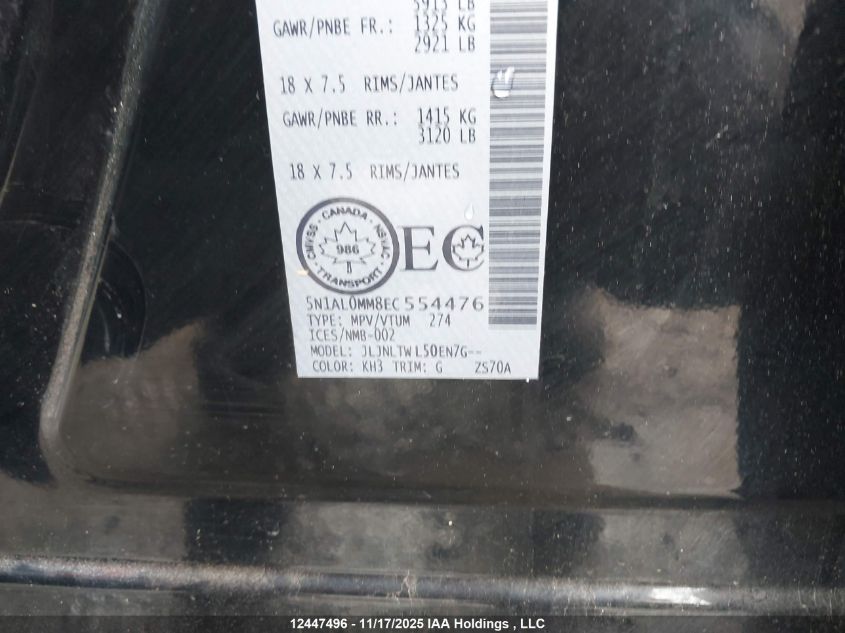 5913 LB
GAWR/PNBE FR.: 1325 KG
2921 LB
18 X 7.5 RIMS/JANTES
GAWR/PNBE RR.: 1415 KG
3120 LB
18 X 7.5 RIMS/JANTES
CANADA · NSVAC · TRANSPORT · CMVSS ·
986
EC
5N1AL0MM8EC554476
TYPE: MPV/VTUM 274
ICES/NMB-002
MODEL: JLJNLTWL50EN7G--
COLOR: KH3 TRIM: G ZS70A
12447496 - 11/17/2025 IAA Holdings , LLC